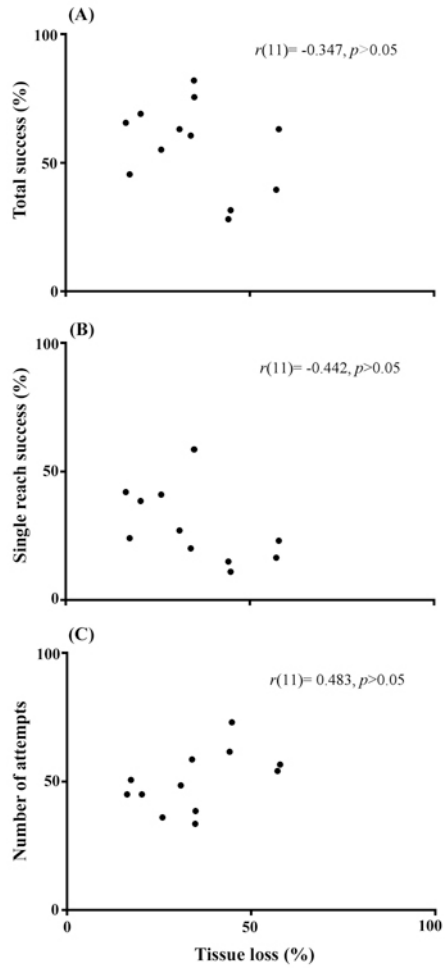 (A)
100
r(11)= -0.347, p>0.05
Total success (%)
50
0
(B)
100
r(11)= -0.442, p>0.05
Single reach success (%)
50
0
(C)
100
r(11)= 0.483, p>0.05
Number of attempts
50
0
0 50 100
Tissue loss (%)